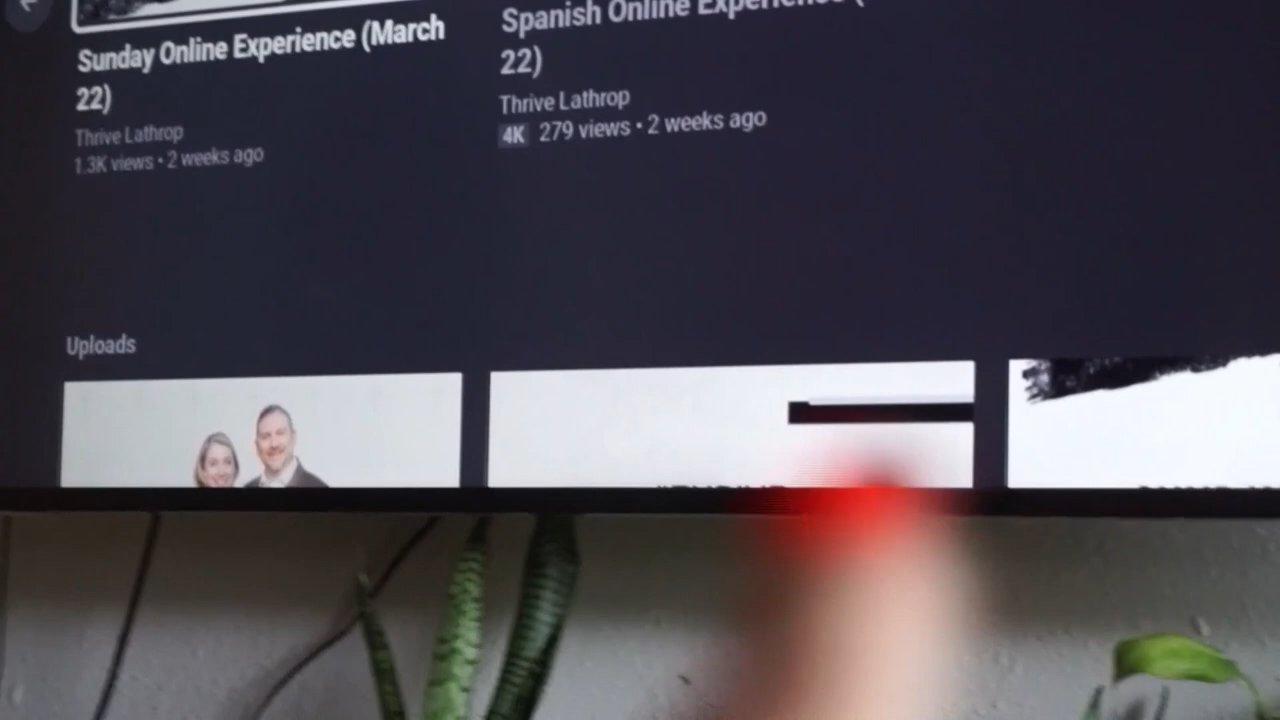 Sunday Online Experience (March
22)
Thrive Lathrop
1.3K views • 2 weeks ago
Spanish Online Experience (
22)
Thrive Lathrop
4K 279 views • 2 weeks ago
Uploads